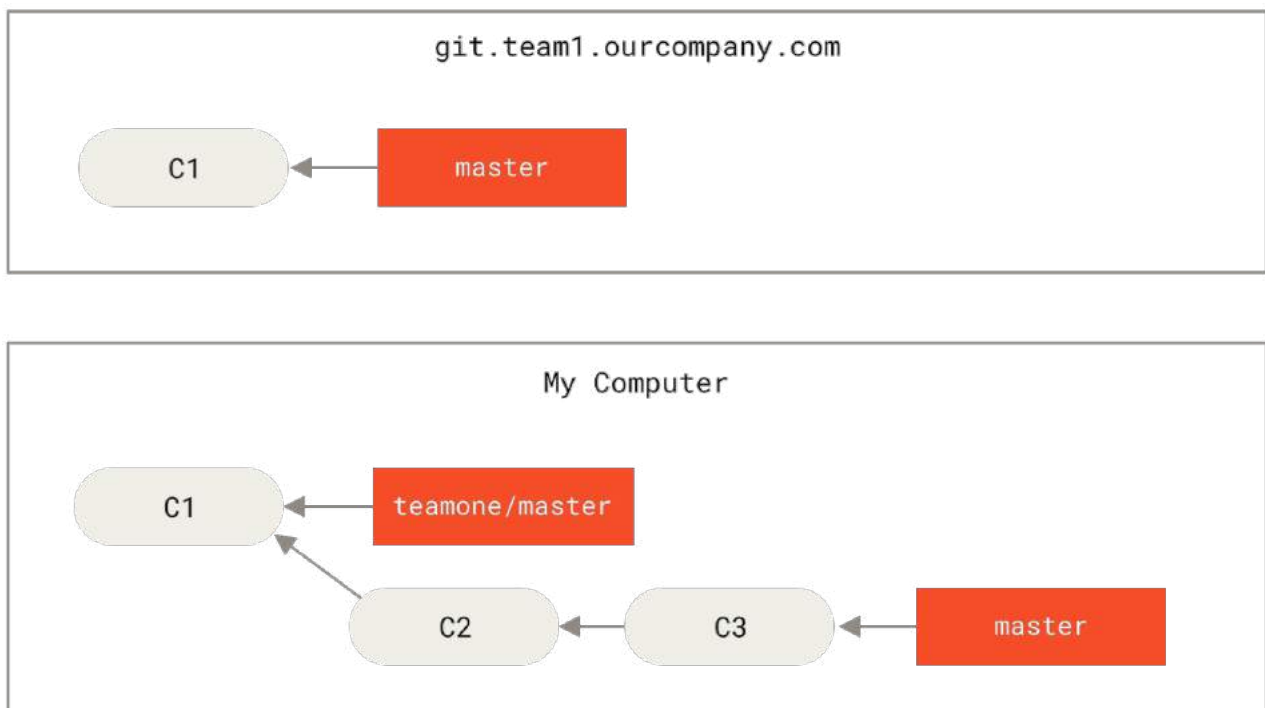 git.team1.ourcompany.com
C1 master
My Computer
C1 teamone/master
C2 C3 master